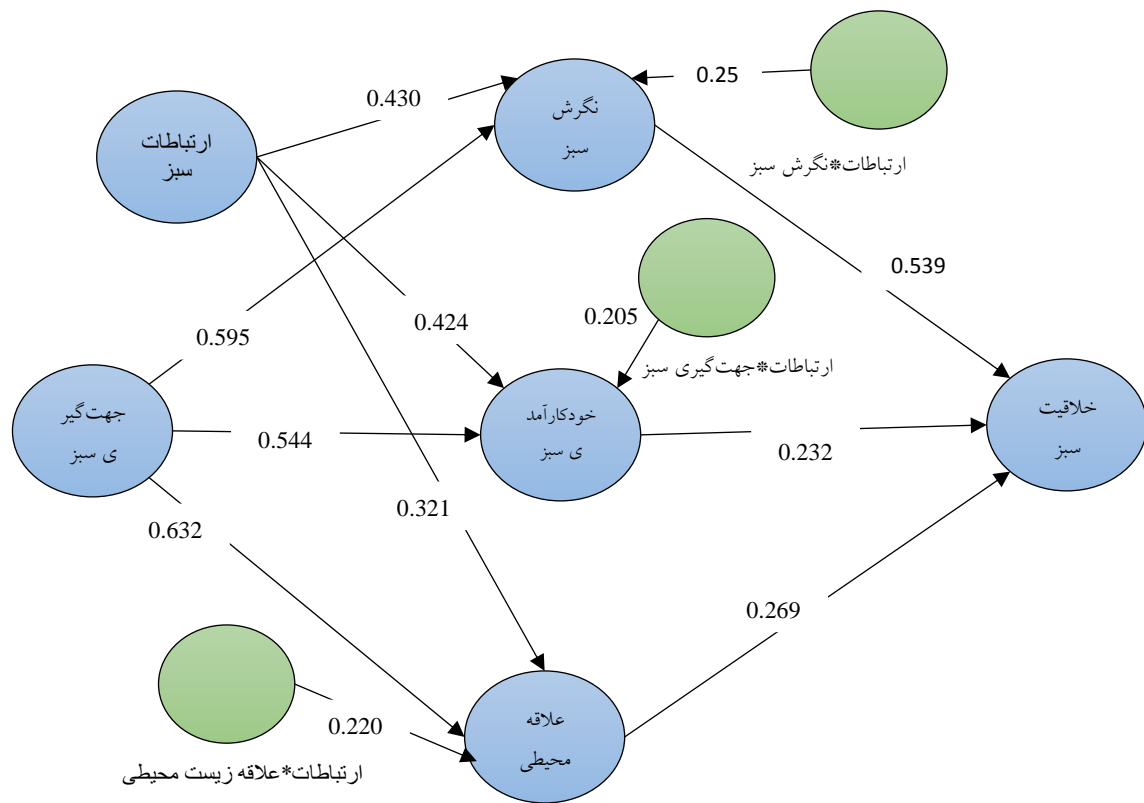 0.25
0.430
نگرش
سبز
ارتباطات
سبز
ارتباطات*نگرش سبز
0.539
0.205
0.424
0.595
ارتباطات*جهت‌گیری سبز
جهت‌گیر
ی سبز
خودکارآمد
ی سبز
خلاقیت
سبز
0.544
0.232
0.321
0.632
0.269
علاقه
محیطی
0.220
ارتباطات*علاقه زیست محیطی